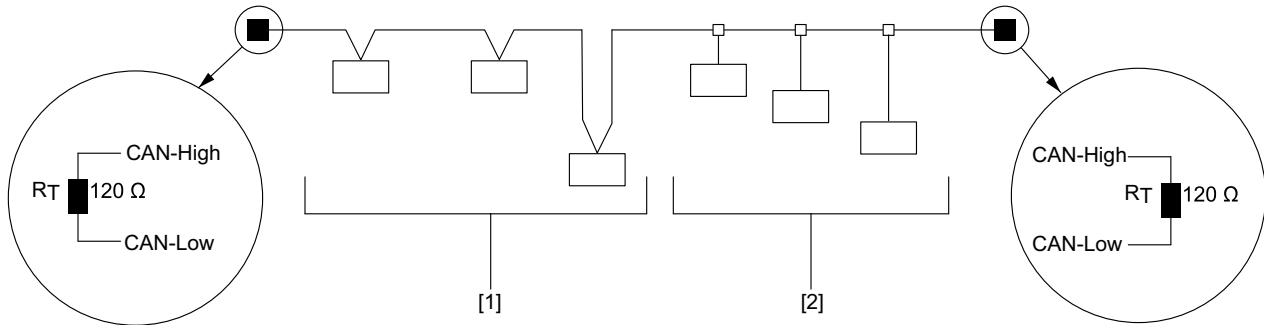 CAN-High
RT 120 Ω
CAN-Low
[1]
[2]
CAN-High
RT 120 Ω
CAN-Low